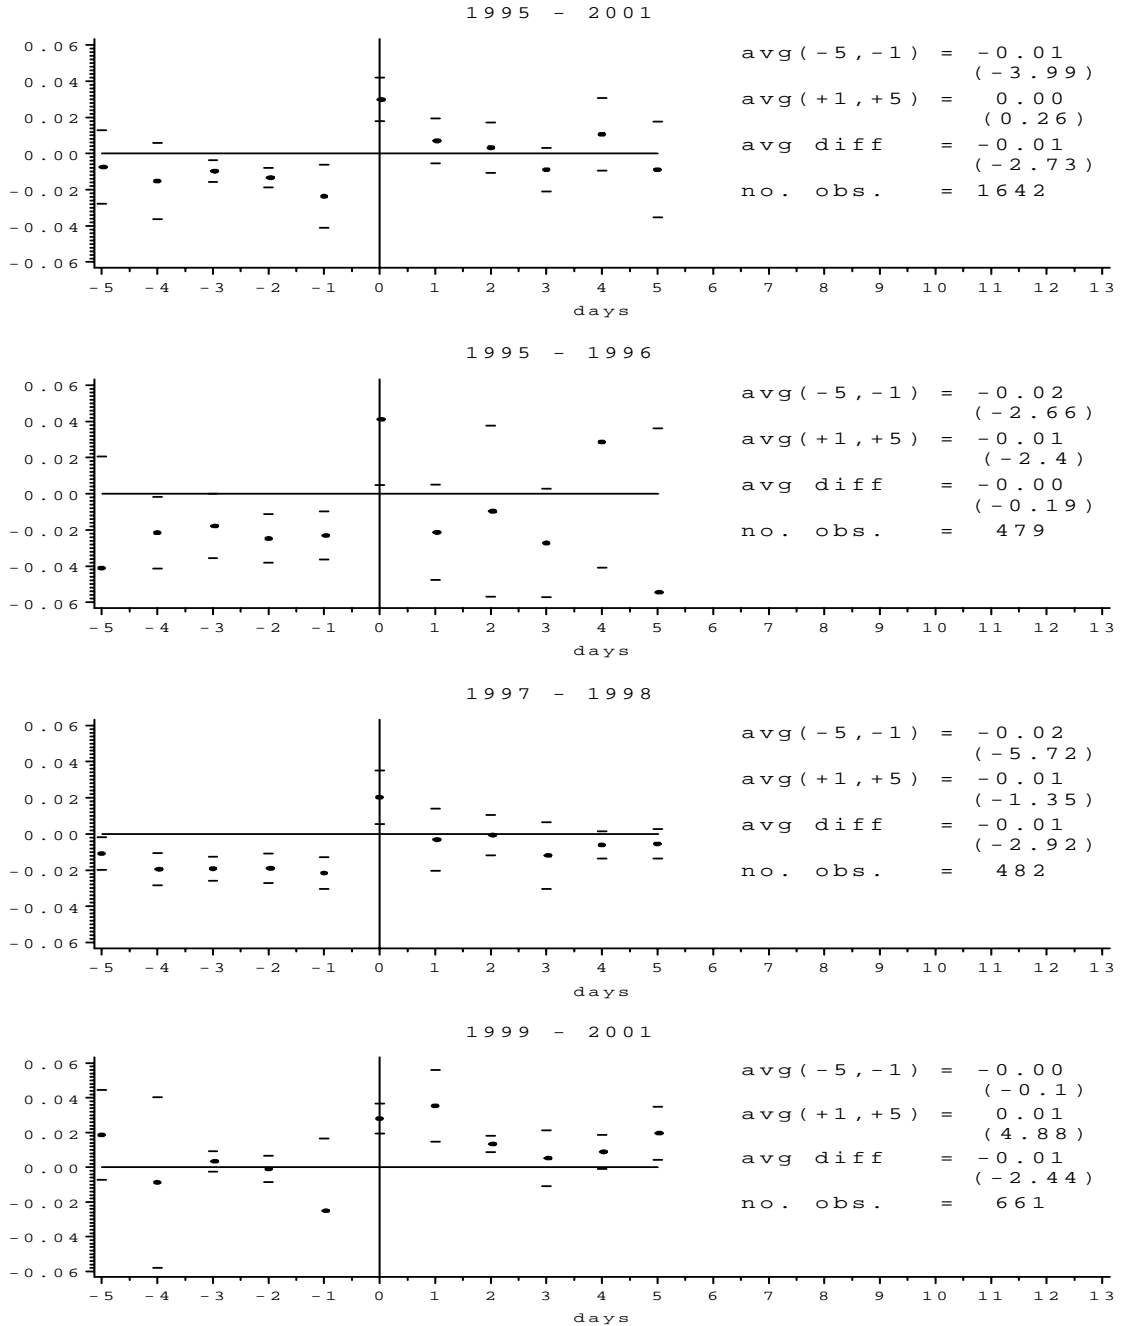 1995 - 2001
avg(-5,-1) = -0.01
(-3.99)
avg(+1,+5) = 0.00
(0.26)
avg diff = -0.01
(-2.73)
no. obs. = 1642
0.06
0.04
0.02
0.00
-0.02
-0.04
-0.06
-5 -4 -3 -2 -1 0 1 2 3 4 5 6 7 8 9 10 11 12 13
days
1995 - 1996
avg(-5,-1) = -0.02
(-2.66)
avg(+1,+5) = -0.01
(-2.4)
avg diff = -0.00
(-0.19)
no. obs. = 479
0.06
0.04
0.02
0.00
-0.02
-0.04
-0.06
-5 -4 -3 -2 -1 0 1 2 3 4 5 6 7 8 9 10 11 12 13
days
1997 - 1998
avg(-5,-1) = -0.02
(-5.72)
avg(+1,+5) = -0.01
(-1.35)
avg diff = -0.01
(-2.92)
no. obs. = 482
0.06
0.04
0.02
0.00
-0.02
-0.04
-0.06
-5 -4 -3 -2 -1 0 1 2 3 4 5 6 7 8 9 10 11 12 13
days
1999 - 2001
avg(-5,-1) = -0.00
(-0.1)
avg(+1,+5) = 0.01
(4.88)
avg diff = -0.01
(-2.44)
no. obs. = 661
0.06
0.04
0.02
0.00
-0.02
-0.04
-0.06
-5 -4 -3 -2 -1 0 1 2 3 4 5 6 7 8 9 10 11 12 13
days